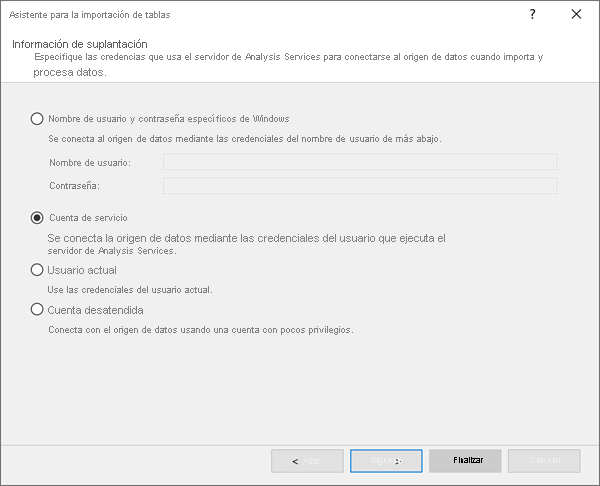 Asistente para la importación de tablas
?
Información de suplantación
Especifique las credencias que usa el servidor de Analysis Services para conectarse al origen de datos cuando importa y
procesa datos.
Nombre de usuario y contraseña específicos de Windows
Se conecta al origen de datos mediante las credenciales del nombre de usuario de más abajo.
Nombre de usuario:
Contraseña:
Cuenta de servicio
Se conecta la origen de datos mediante las credenciales del usuario que ejecuta el
servidor de Analysis Services.
Usuario actual
Use las credenciales del usuario actual.
Cuenta desatendida
Conecta con el origen de datos usando una cuenta con pocos privilegios.
< > Finalizar Cancelar